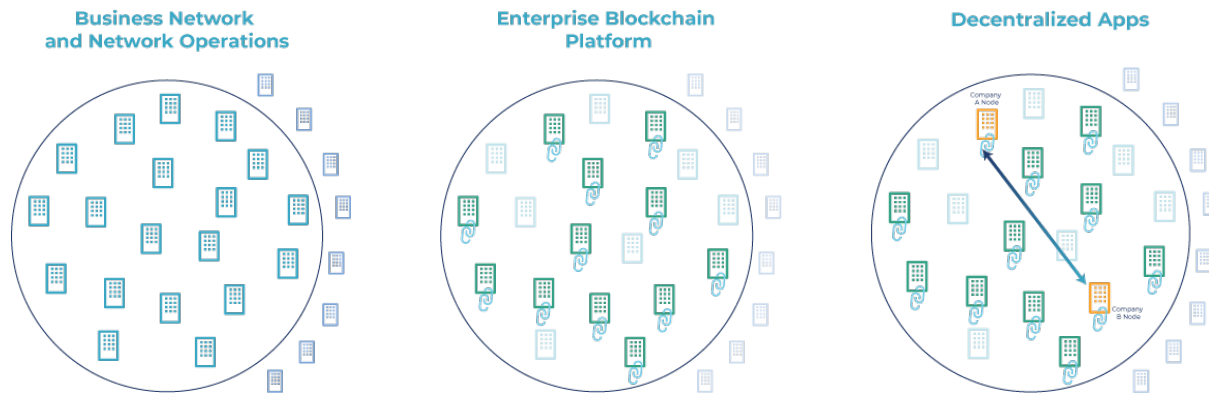 Business Network
and Network Operations
Enterprise Blockchain
Platform
Decentralized Apps
Company
A Node
Company
B Node